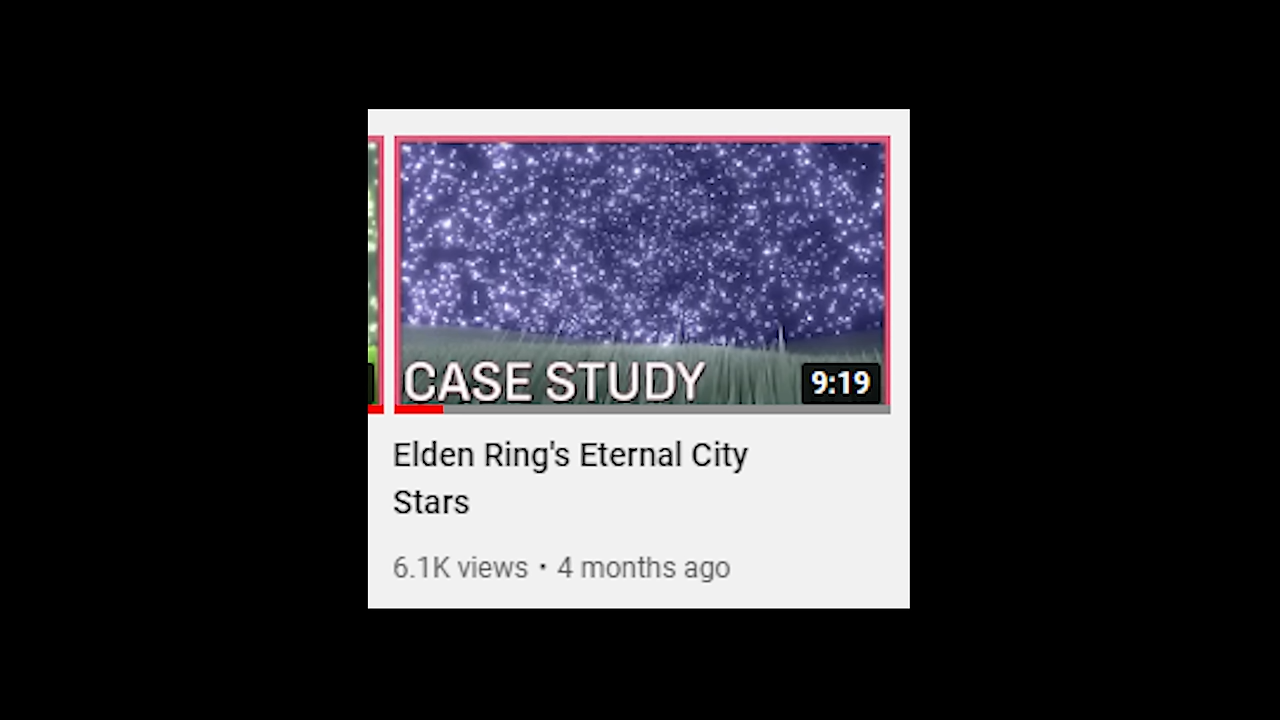 CASE STUDY
9:19
Elden Ring's Eternal City
Stars
6.1K views • 4 months ago